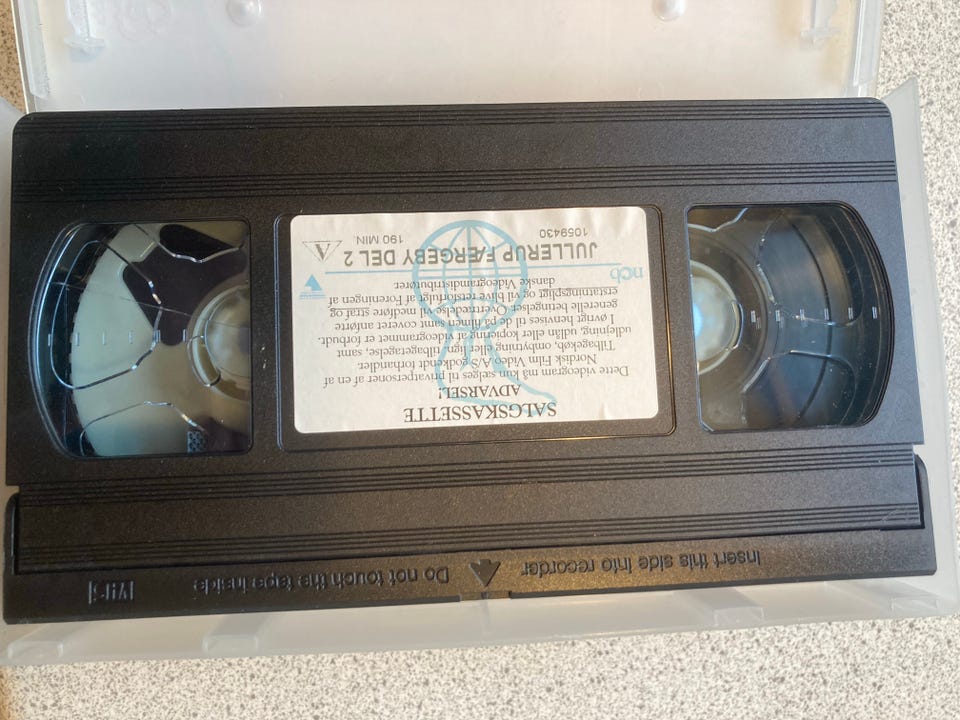 SALGSKASSETTE
ADVARSEL!
Dette videogram må kun sælges til privatpersoner af en af
Nordisk Film Video A/S godkendt forhandler.
Tilbagekøb, ombytning eller lign. tilbagetagelse, samt
udlejning, udlån eller kopiering af videogrammet er forbudt.
I øvrigt henvises til de på filmen samt coveret anførte
generelle betingelser. Overtrædelse vil medføre straf og
erstatningspligt og vil blive retsforfulgt af Foreningen af
danske Videogramdistributører.
ncb
JULLERUP FÆRGEBY DEL 2
1059430
190 MIN.
A
Insert this side into recorder
Do not touch the tape inside
VHS